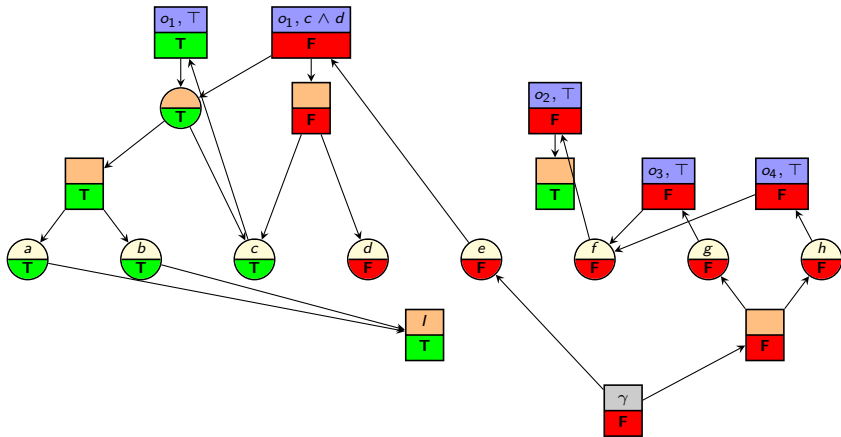 o₁, ⊤
T
o₁, c ∧ d
F
T
F
o₂, ⊤
F
T
T
o₃, ⊤
F
o₄, ⊤
F
a
T
b
T
c
T
d
F
e
F
f
F
g
F
h
F
I
T
F
γ
F